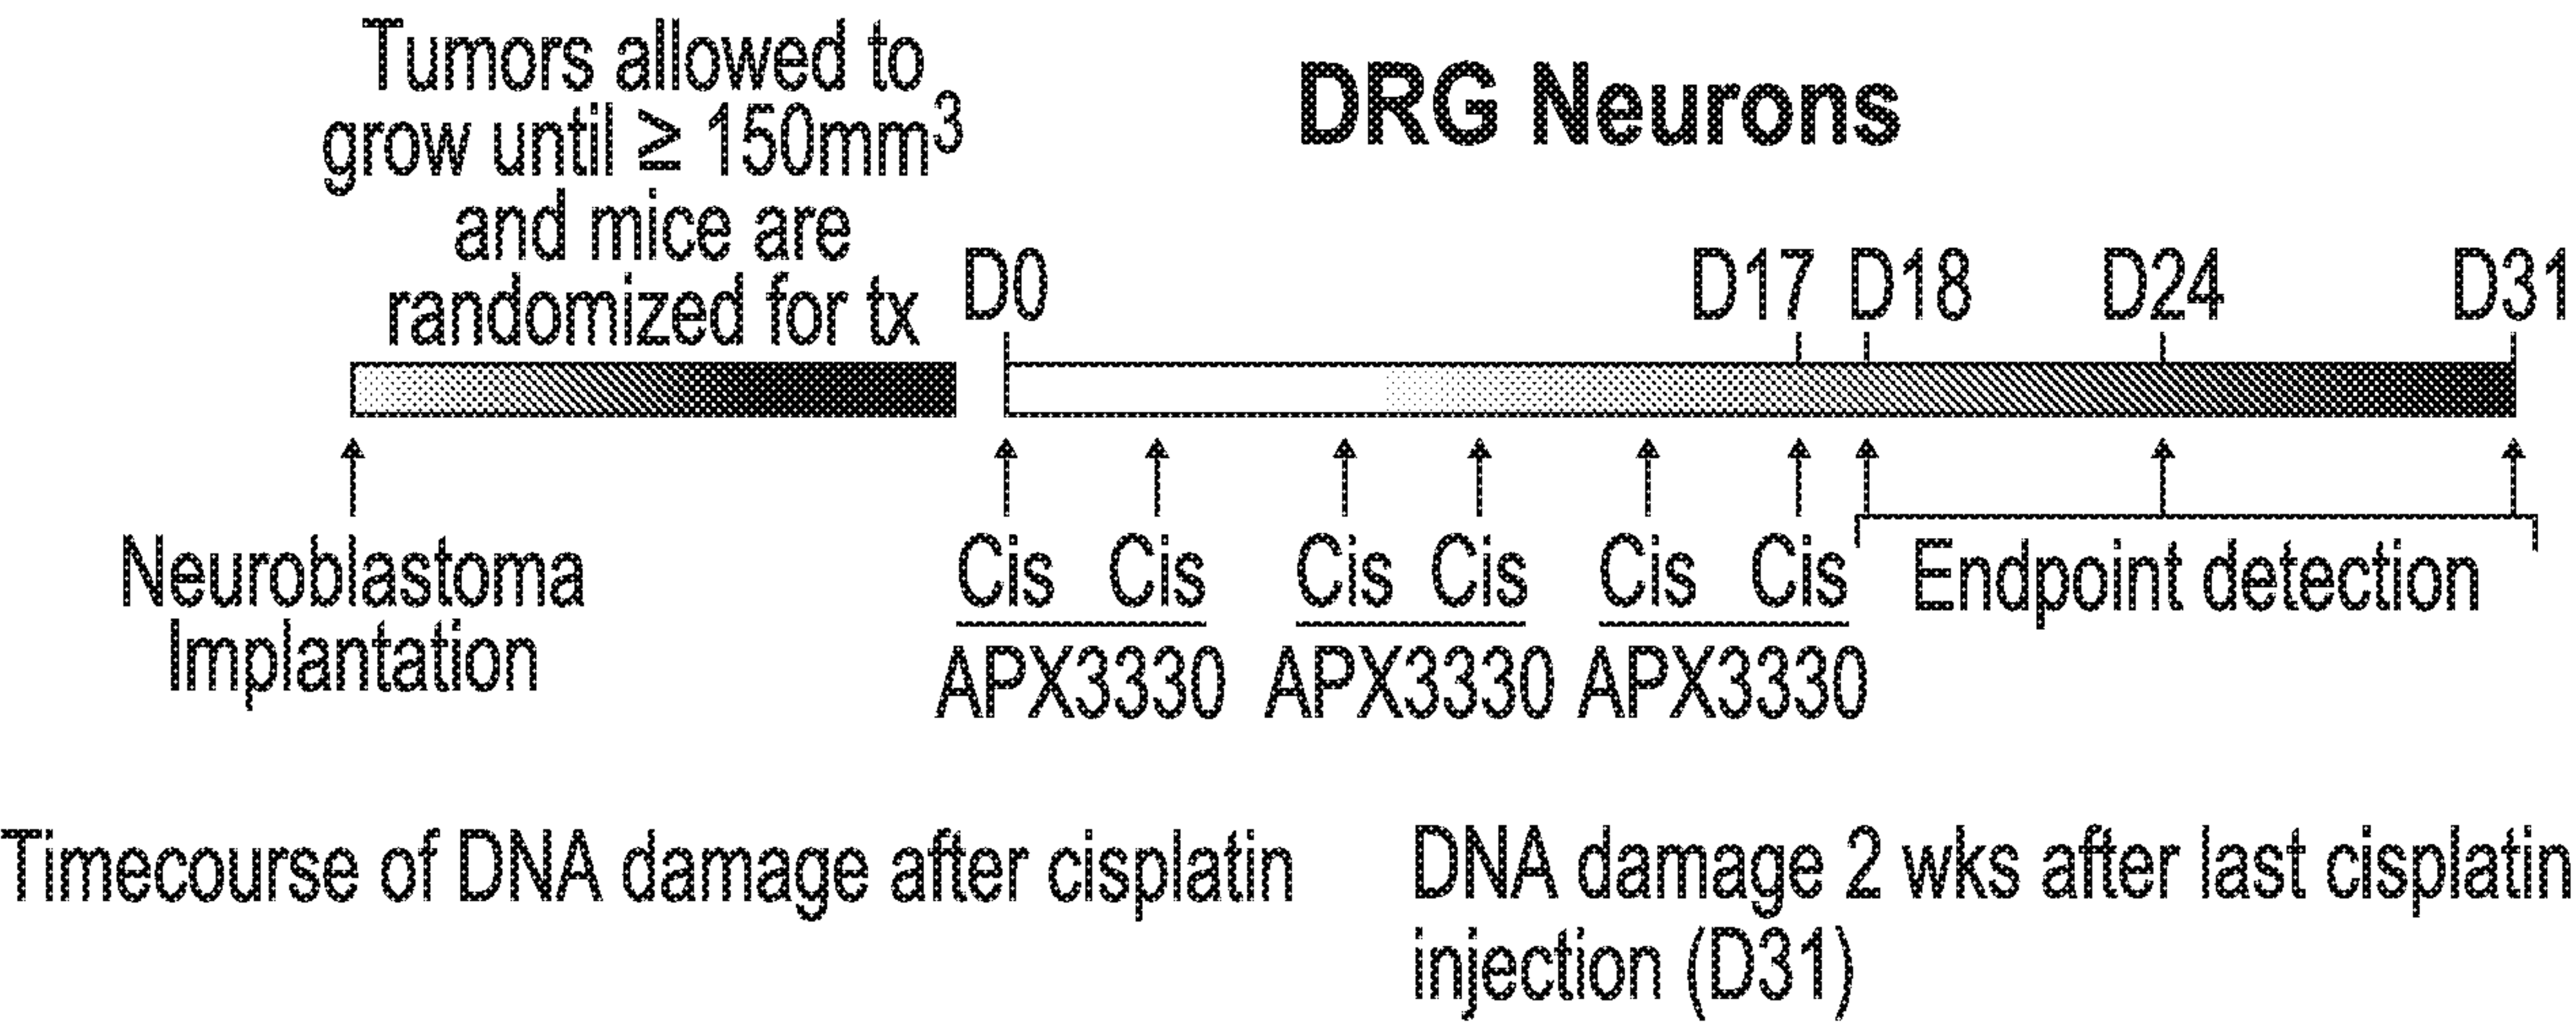 Tumors allowed to
grow until ≥ 150mm³
and mice are
randomized for tx
DRG Neurons
D0 D17 D18 D24 D31
Neuroblastoma
Implantation
Cis Cis Cis Cis Cis Cis
APX3330 APX3330 APX3330
Endpoint detection
Timecourse of DNA damage after cisplatin
DNA damage 2 wks after last cisplatin
injection (D31)